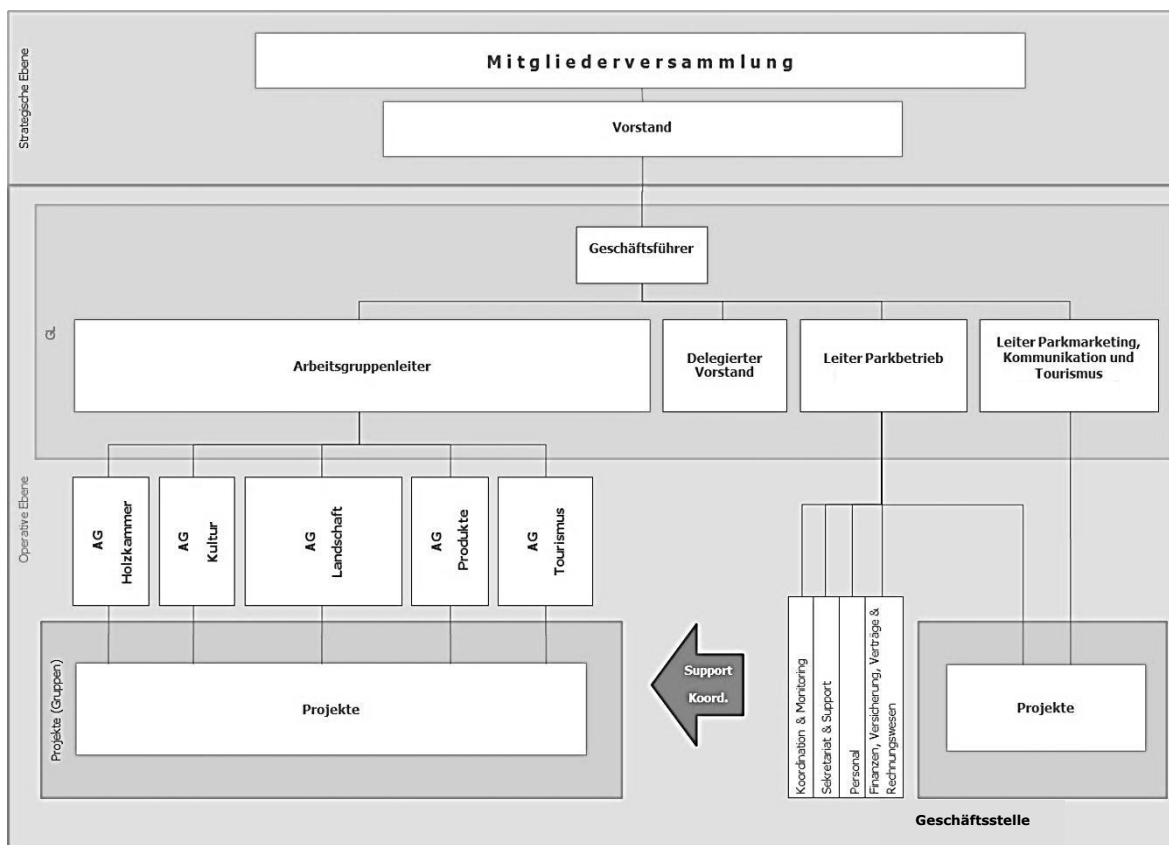 Strategische Ebene
Mitgliederversammlung
Vorstand
GL
Geschäftsführer
Arbeitsgruppenleiter
Delegierter
Vorstand
Leiter Parkbetrieb
Leiter Parkmarketing,
Kommunikation und
Tourismus
Operative Ebene
AG
Holzkammer
AG
Kultur
AG
Landschaft
AG
Produkte
AG
Tourismus
Projekte (Gruppen)
Projekte
Support
Koord.
Koordination & Monitoring
Sekretariat & Support
Personal
Finanzen, Versicherung, Verträge &
Rechnungswesen
Projekte
Geschäftsstelle